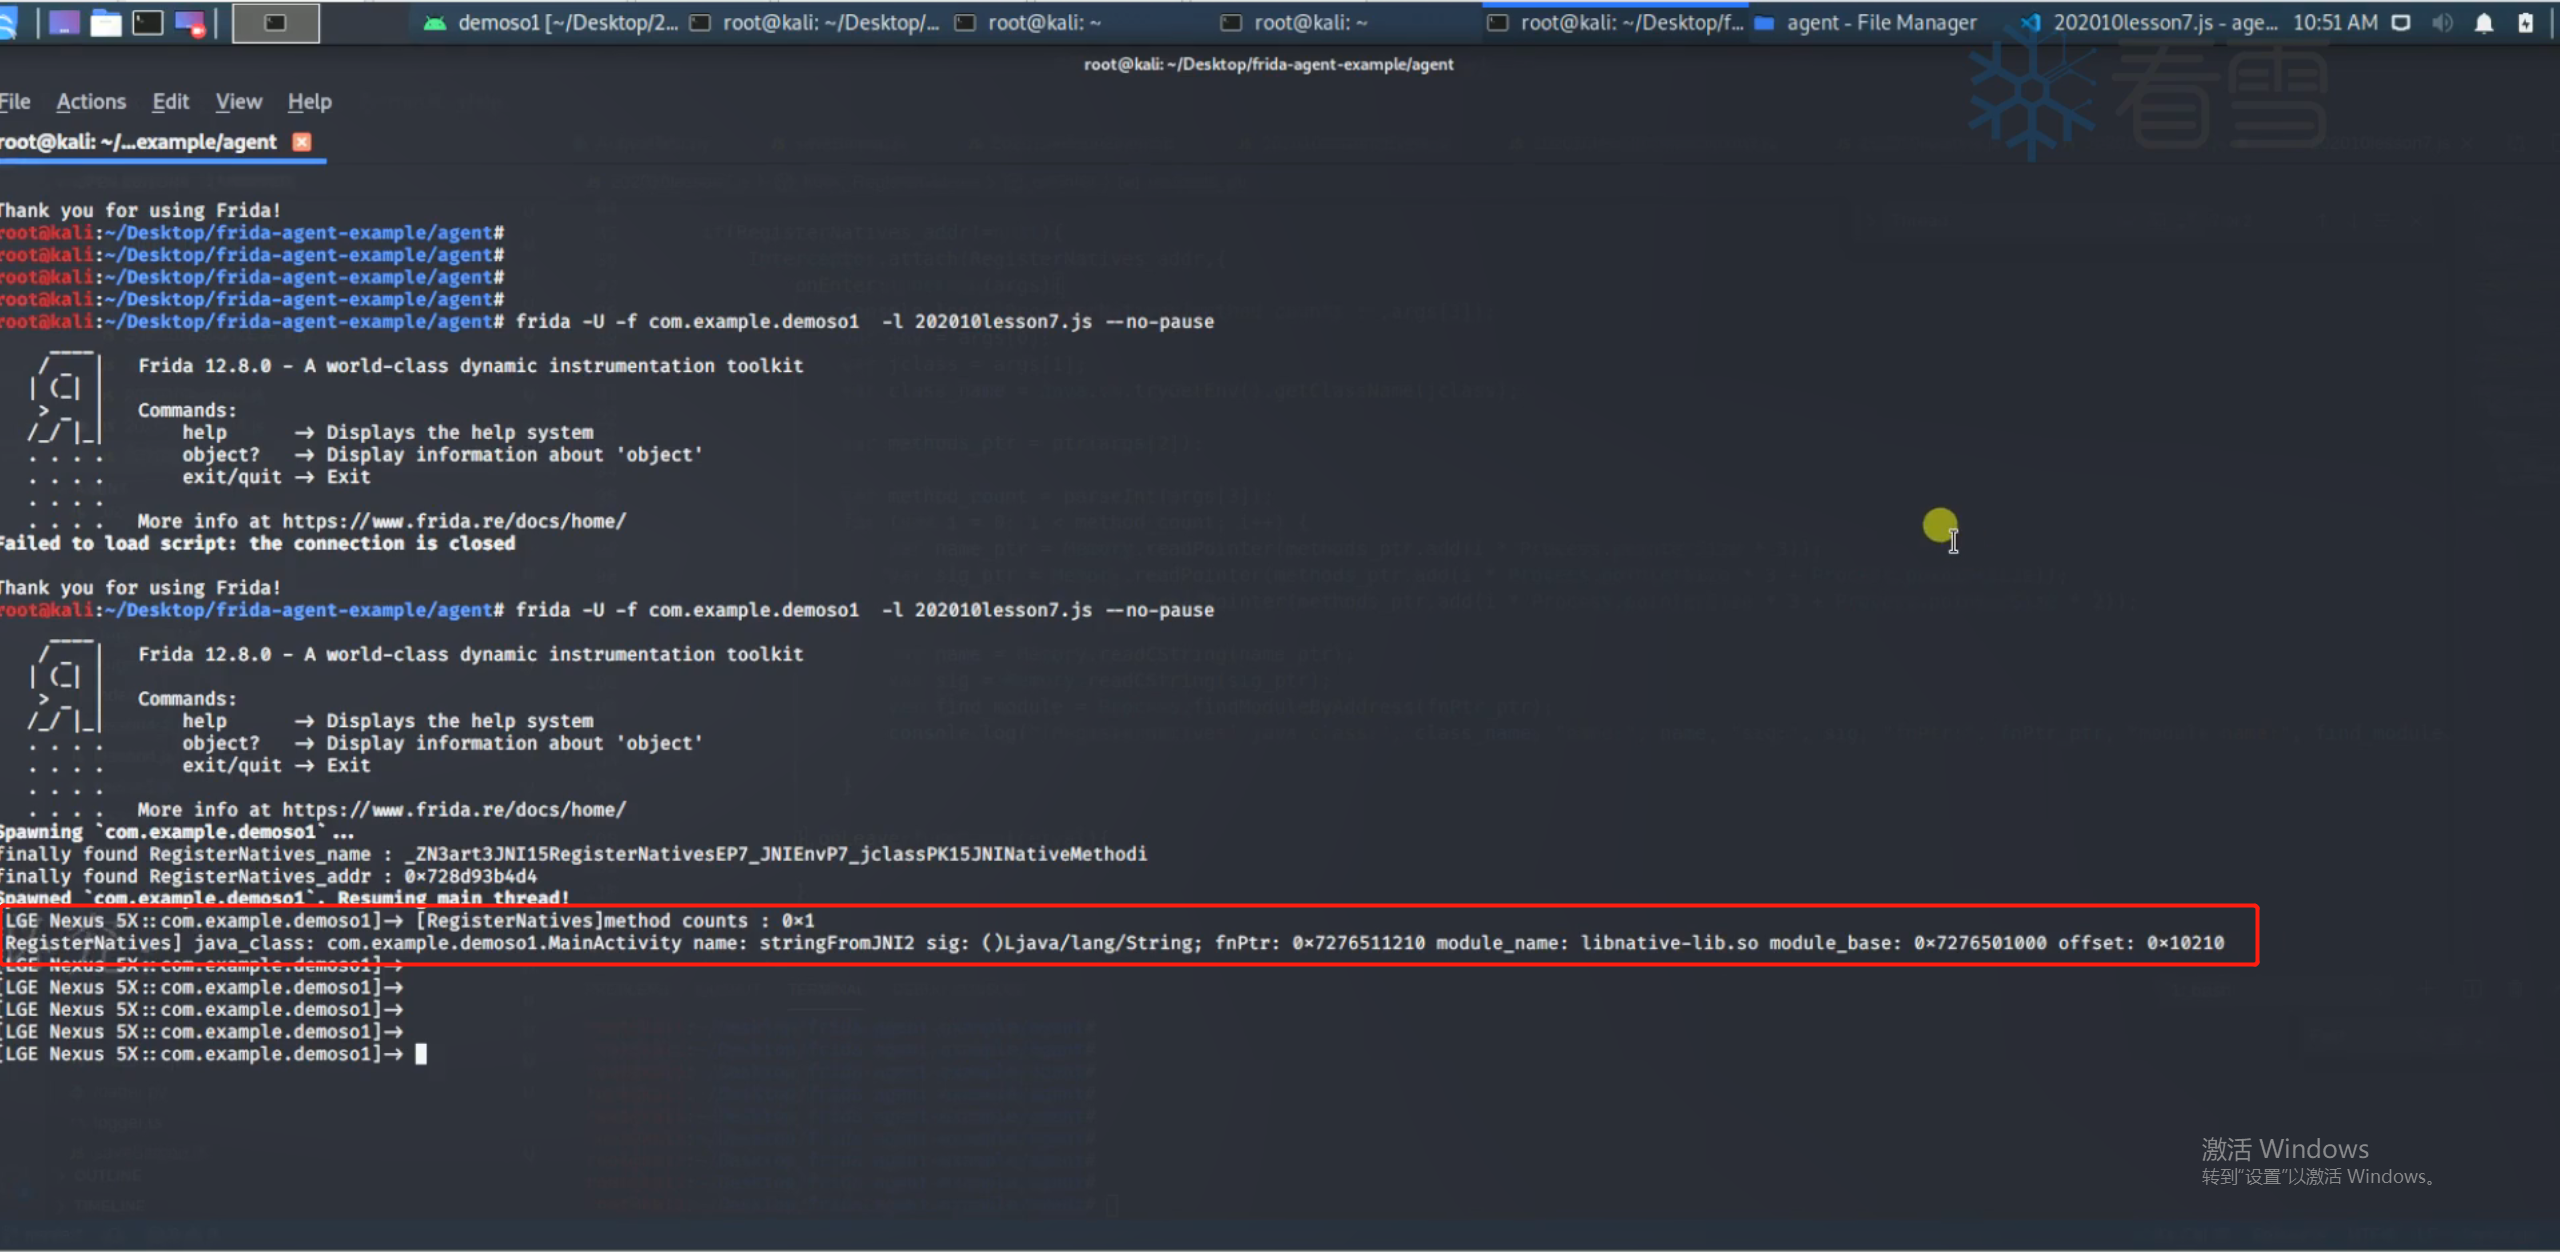 demoso1 [~/Desktop/2... root@kali: ~/Desktop/... root@kali: ~ root@kali: ~ root@kali: ~/Desktop/f... agent - File Manager 202010lesson7.js - age... 10:51 AM
root@kali: ~/Desktop/frida-agent-example/agent
看雪
File Actions Edit View Help
root@kali: ~/...example/agent
Thank you for using Frida!
root@kali:~/Desktop/frida-agent-example/agent#
root@kali:~/Desktop/frida-agent-example/agent#
root@kali:~/Desktop/frida-agent-example/agent#
root@kali:~/Desktop/frida-agent-example/agent#
root@kali:~/Desktop/frida-agent-example/agent# frida -U -f com.example.demoso1  -l 202010lesson7.js --no-pause
     ____
    / _  |   Frida 12.8.0 - A world-class dynamic instrumentation toolkit
   | (_| |
    > _  |   Commands:
   /_/ |_|       help      → Displays the help system
   . . . .       object?   → Display information about 'object'
   . . . .       exit/quit → Exit
   . . . .
   . . . .   More info at https://www.frida.re/docs/home/
Failed to load script: the connection is closed
Thank you for using Frida!
root@kali:~/Desktop/frida-agent-example/agent# frida -U -f com.example.demoso1  -l 202010lesson7.js --no-pause
     ____
    / _  |   Frida 12.8.0 - A world-class dynamic instrumentation toolkit
   | (_| |
    > _  |   Commands:
   /_/ |_|       help      → Displays the help system
   . . . .       object?   → Display information about 'object'
   . . . .       exit/quit → Exit
   . . . .
   . . . .   More info at https://www.frida.re/docs/home/
Spawning `com.example.demoso1`...
finally found RegisterNatives_name : _ZN3art3JNI15RegisterNativesEP7_JNIEnvP7_jclassPK15JNINativeMethodi
finally found RegisterNatives_addr : 0×728d93b4d4
Spawned `com.example.demoso1`. Resuming main thread!
[LGE Nexus 5X::com.example.demoso1]→ [RegisterNatives]method counts : 0×1
RegisterNatives] java_class: com.example.demoso1.MainActivity name: stringFromJNI2 sig: ()Ljava/lang/String; fnPtr: 0×7276511210 module_name: libnative-lib.so module_base: 0×7276501000 offset: 0×10210
[LGE Nexus 5X::com.example.demoso1]→
[LGE Nexus 5X::com.example.demoso1]→
[LGE Nexus 5X::com.example.demoso1]→
[LGE Nexus 5X::com.example.demoso1]→
[LGE Nexus 5X::com.example.demoso1]→
激活 Windows
转到"设置"以激活 Windows。